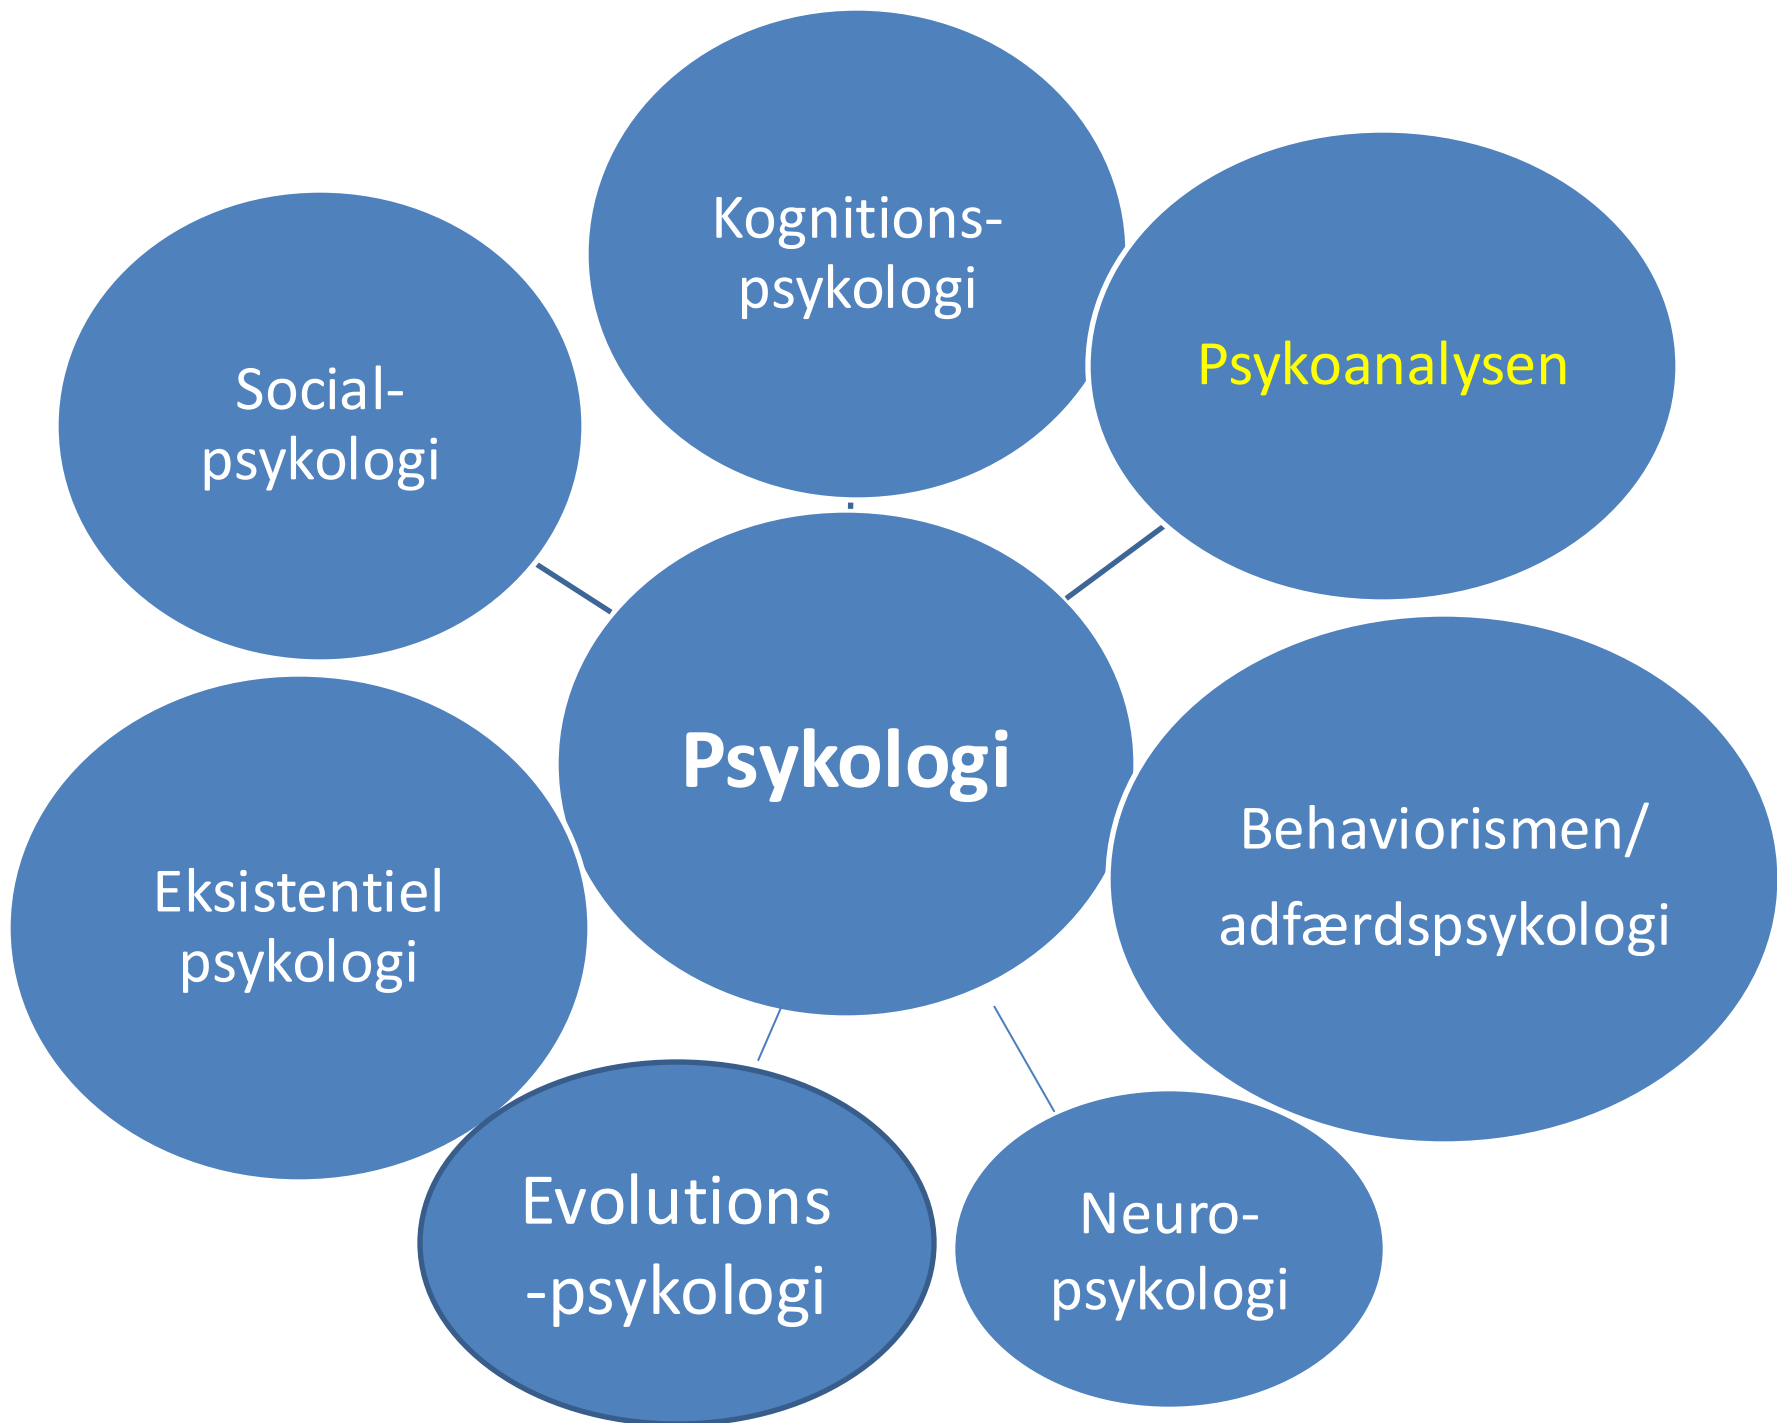 Kognitions-
psykologi
Psykoanalysen
Social-
psykologi
Psykologi
Behaviorismen/
adfærdspsykologi
Eksistentiel
psykologi
Evolutions
-psykologi
Neuro-
psykologi